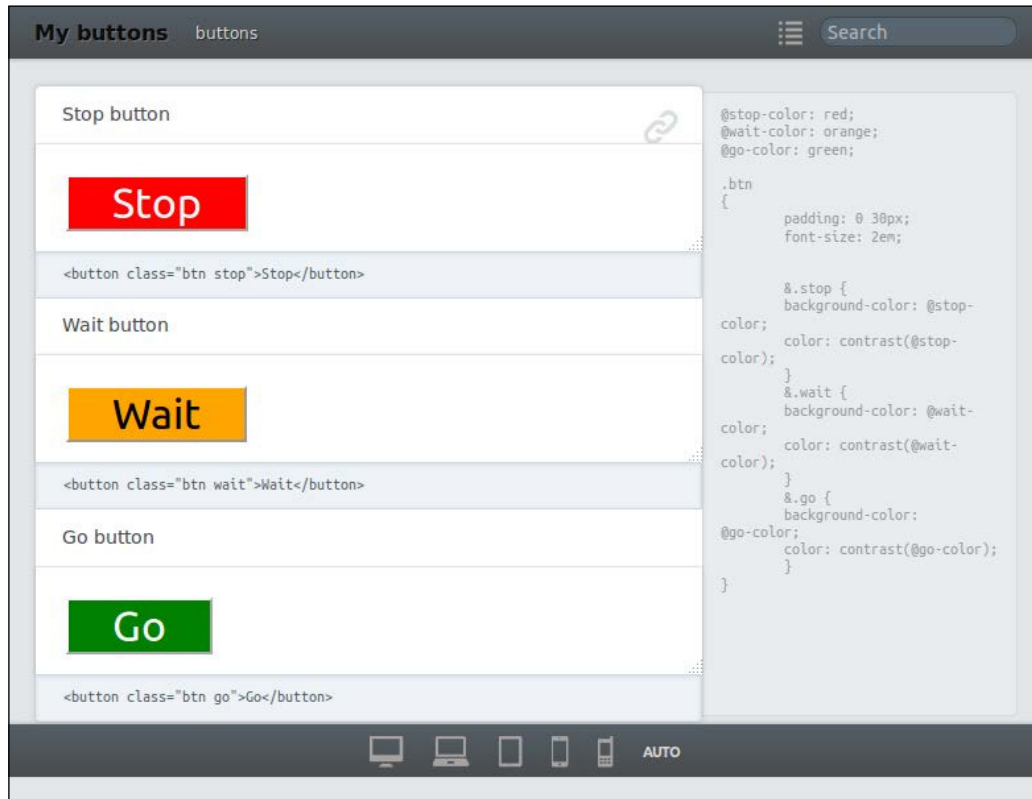 My buttons buttons Search
Stop button
Stop
<button class="btn stop">Stop</button>
Wait button
Wait
<button class="btn wait">Wait</button>
Go button
Go
<button class="btn go">Go</button>
@stop-color: red;
@wait-color: orange;
@go-color: green;
.btn
{
padding: 0 30px;
font-size: 2em;
&.stop {
background-color: @stop-
color;
color: contrast(@stop-
color);
}
&.wait {
background-color: @wait-
color;
color: contrast(@wait-
color);
}
&.go {
background-color:
@go-color;
color: contrast(@go-color);
}
}
AUTO